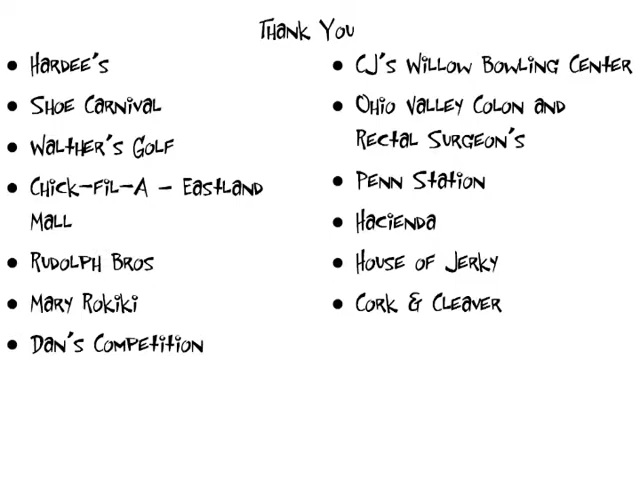 Thank You
• Hardee's
• Shoe Carnival
• Walther's Golf
• Chick-fil-A – Eastland
Mall
• Rudolph Bros
• Mary Rokiki
• Dan's Competition
• CJ's Willow Bowling Center
• Ohio Valley Colon and
Rectal Surgeon's
• Penn Station
• Hacienda
• House of Jerky
• Cork & Cleaver